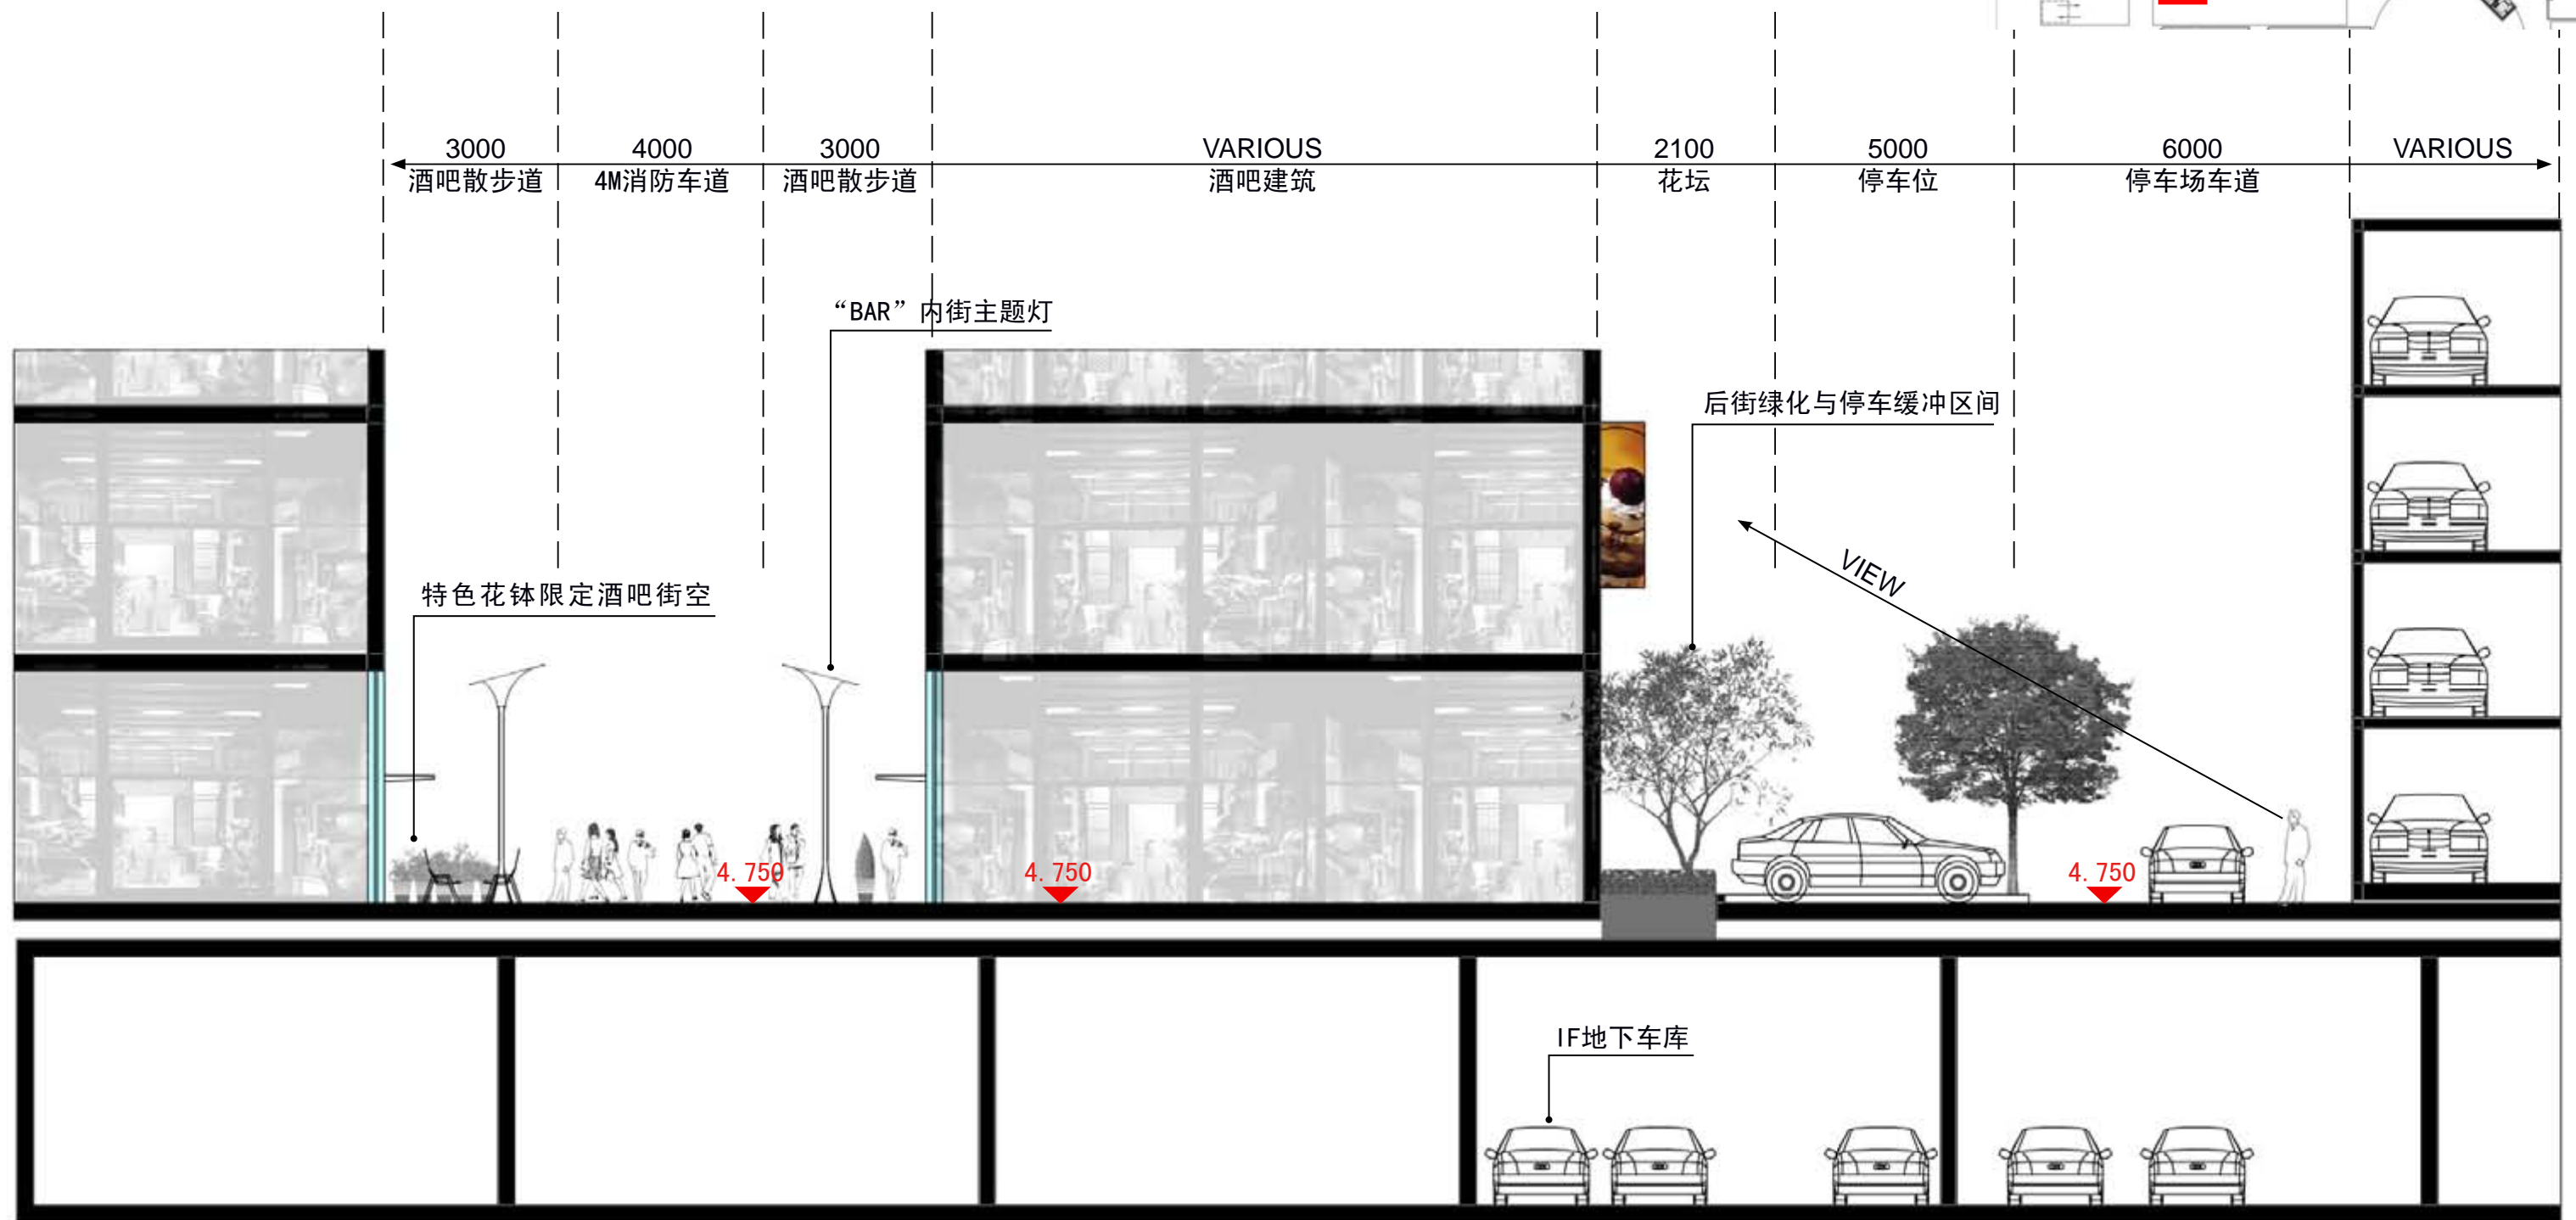 3000
4000
3000
VARIOUS
2100
5000
6000
VARIOUS
酒吧散步道
4M消防车道
酒吧散步道
酒吧建筑
花坛
停车位
停车场车道
“BAR”内街主题灯
后街绿化与停车缓冲区间
VIEW
特色花钵限定酒吧街空
4.750
4.750
4.750
IF地下车库